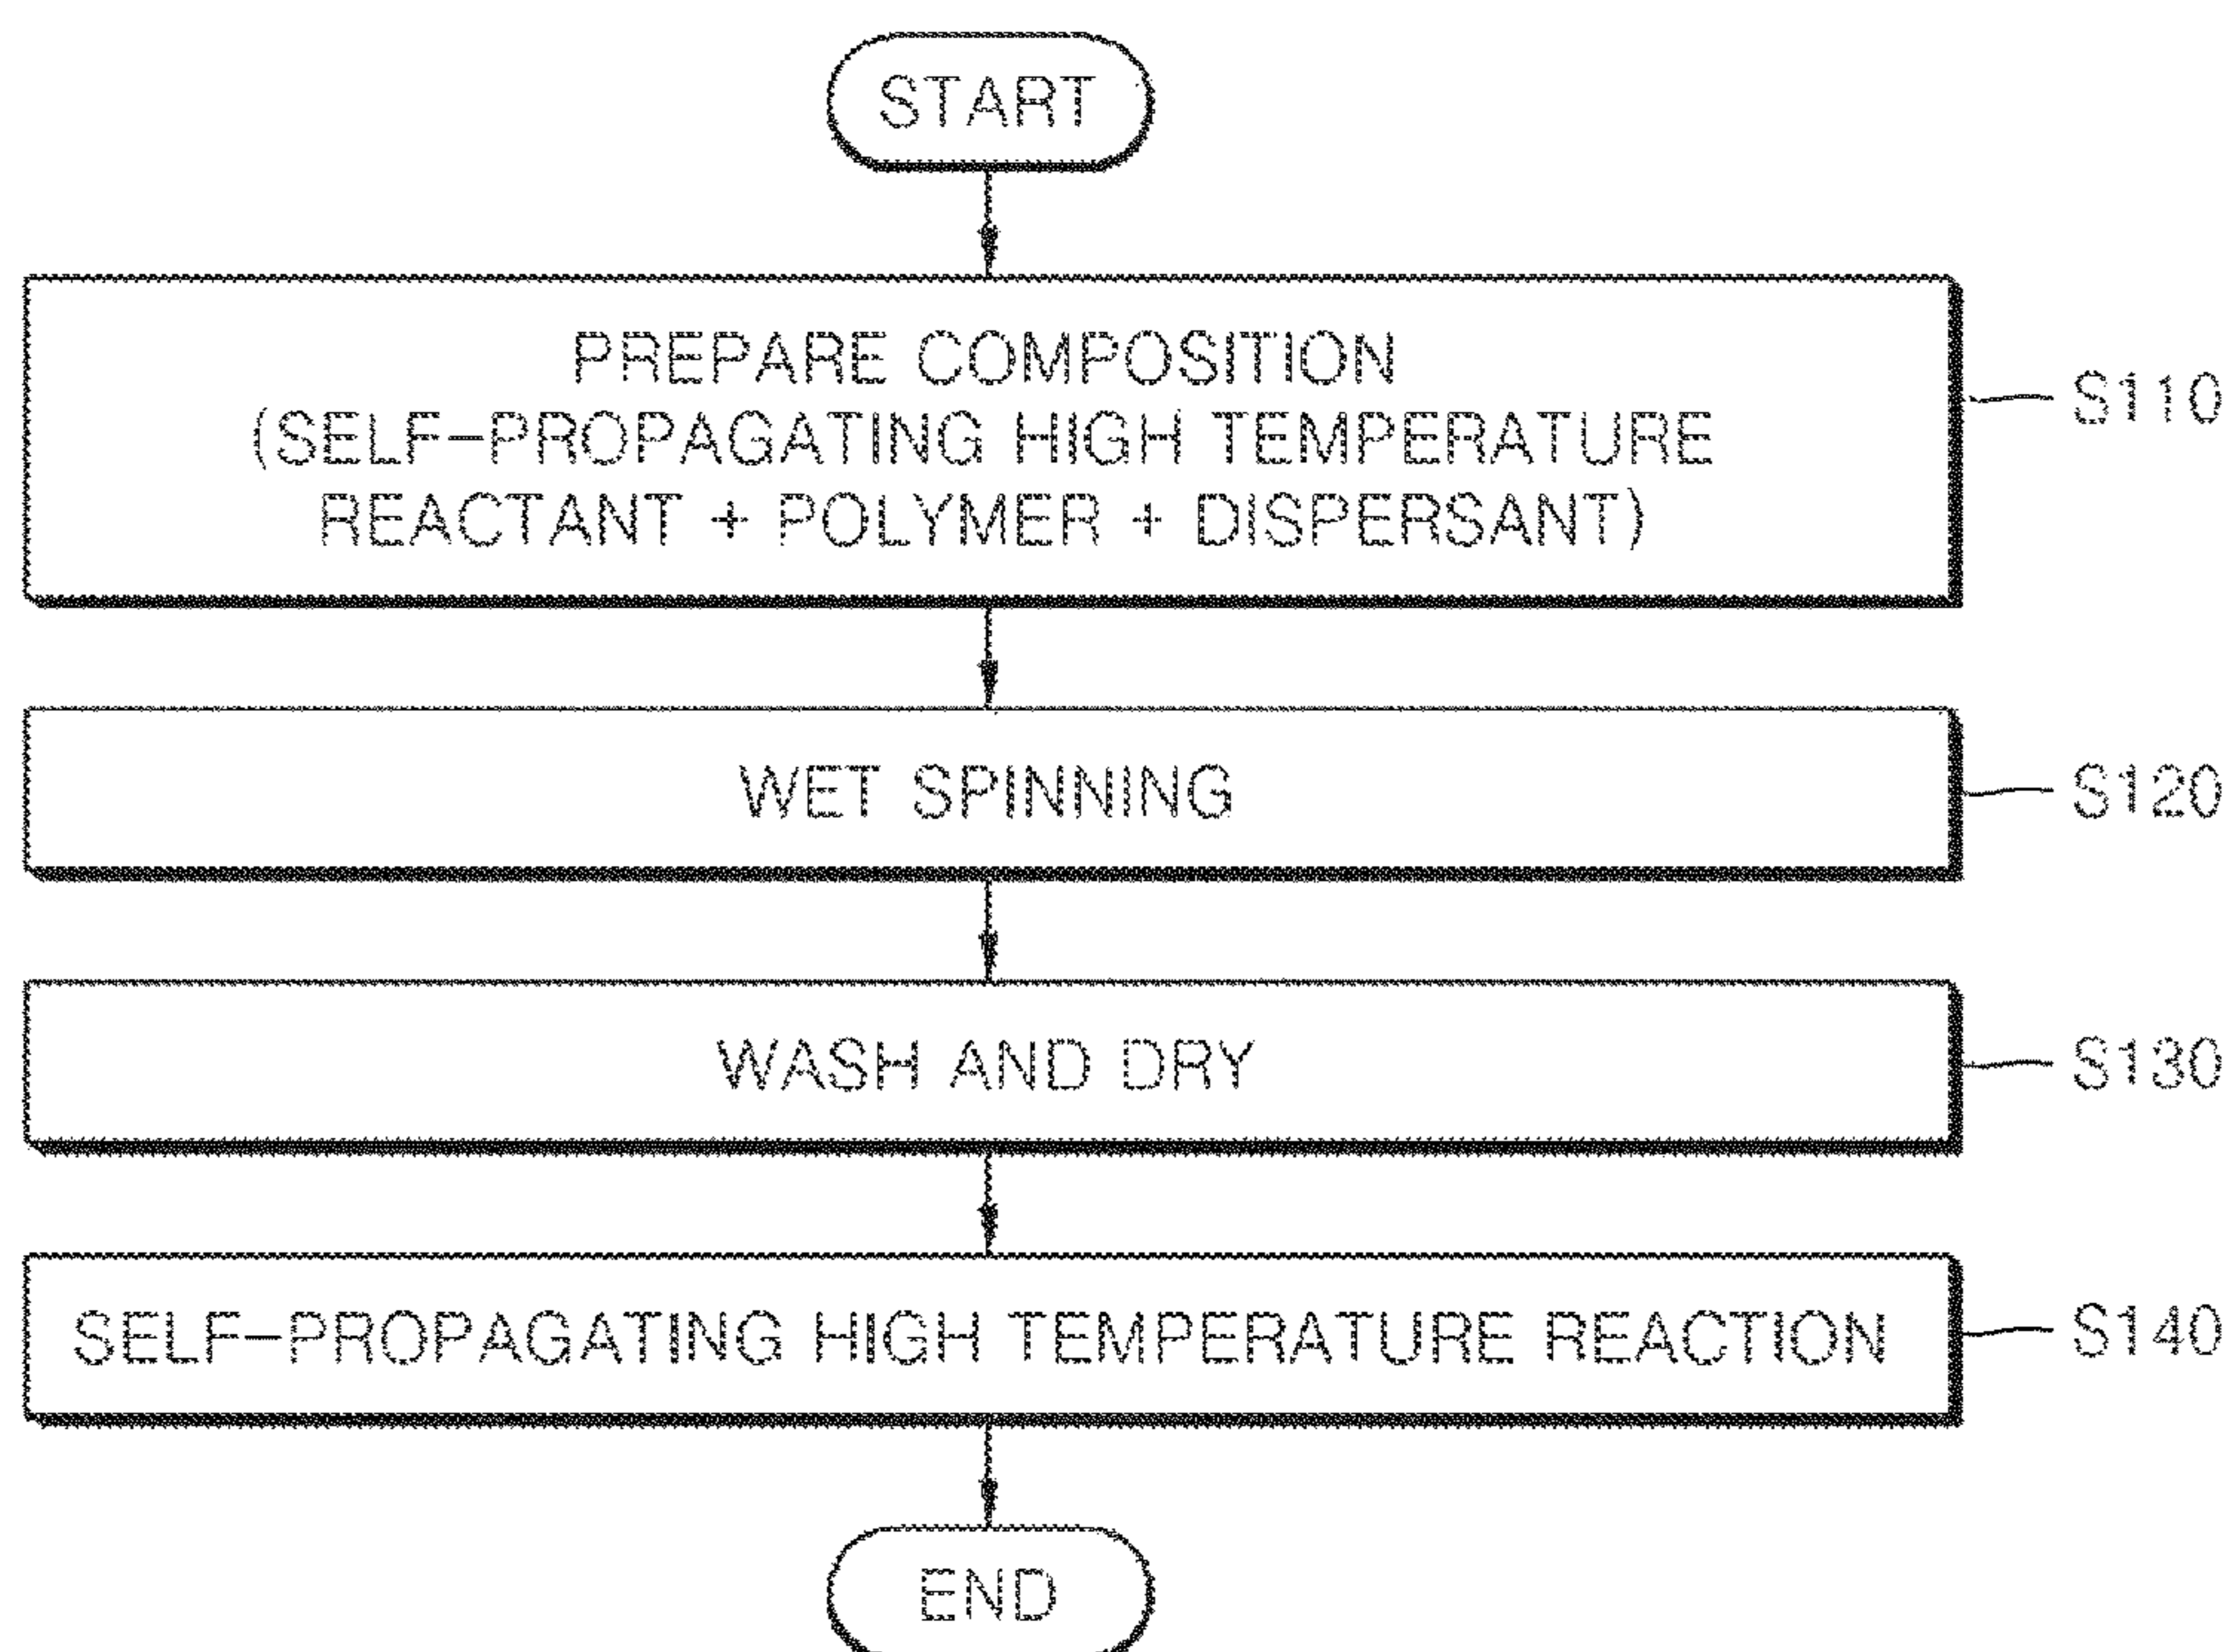 START
PREPARE COMPOSITION
(SELF-PROPAGATING HIGH TEMPERATURE
REACTANT + POLYMER + DISPERSANT)
S110
WET SPINNING
S120
WASH AND DRY
S130
SELF-PROPAGATING HIGH TEMPERATURE REACTION
S140
END